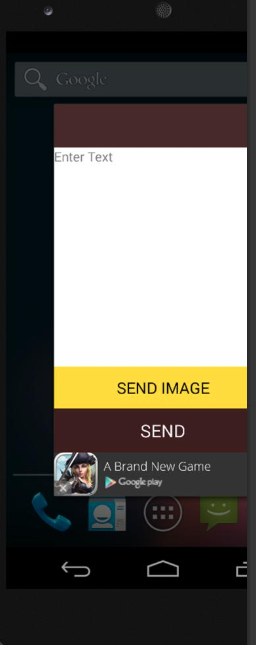 Google
Enter Text
SEND IMAGE
SEND
A Brand New Game
Google play